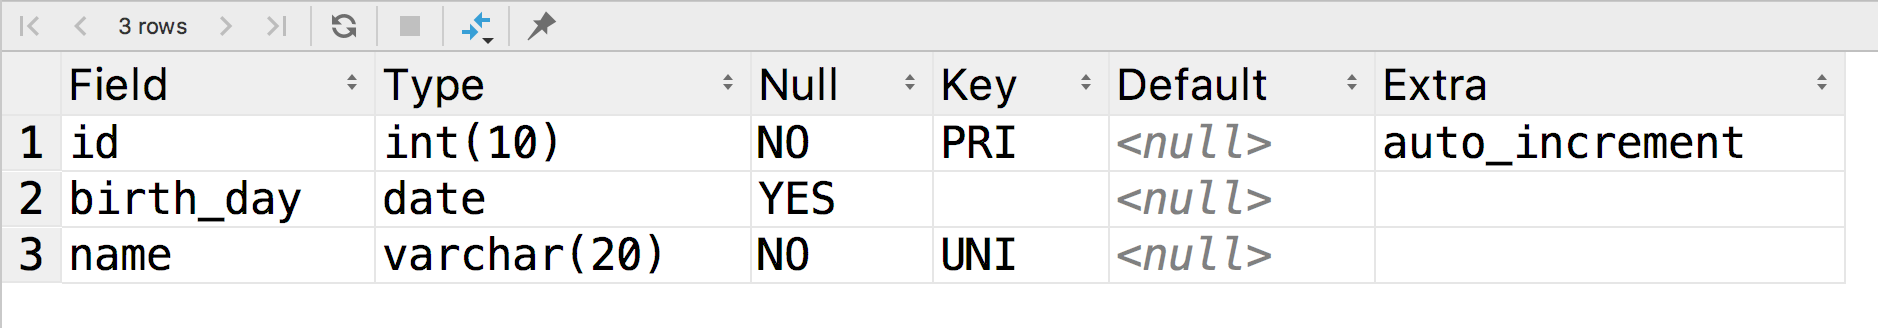 3 rows
Field Type Null Key Default Extra
1 id int(10) NO PRI <null> auto_increment
2 birth_day date YES <null>
3 name varchar(20) NO UNI <null>